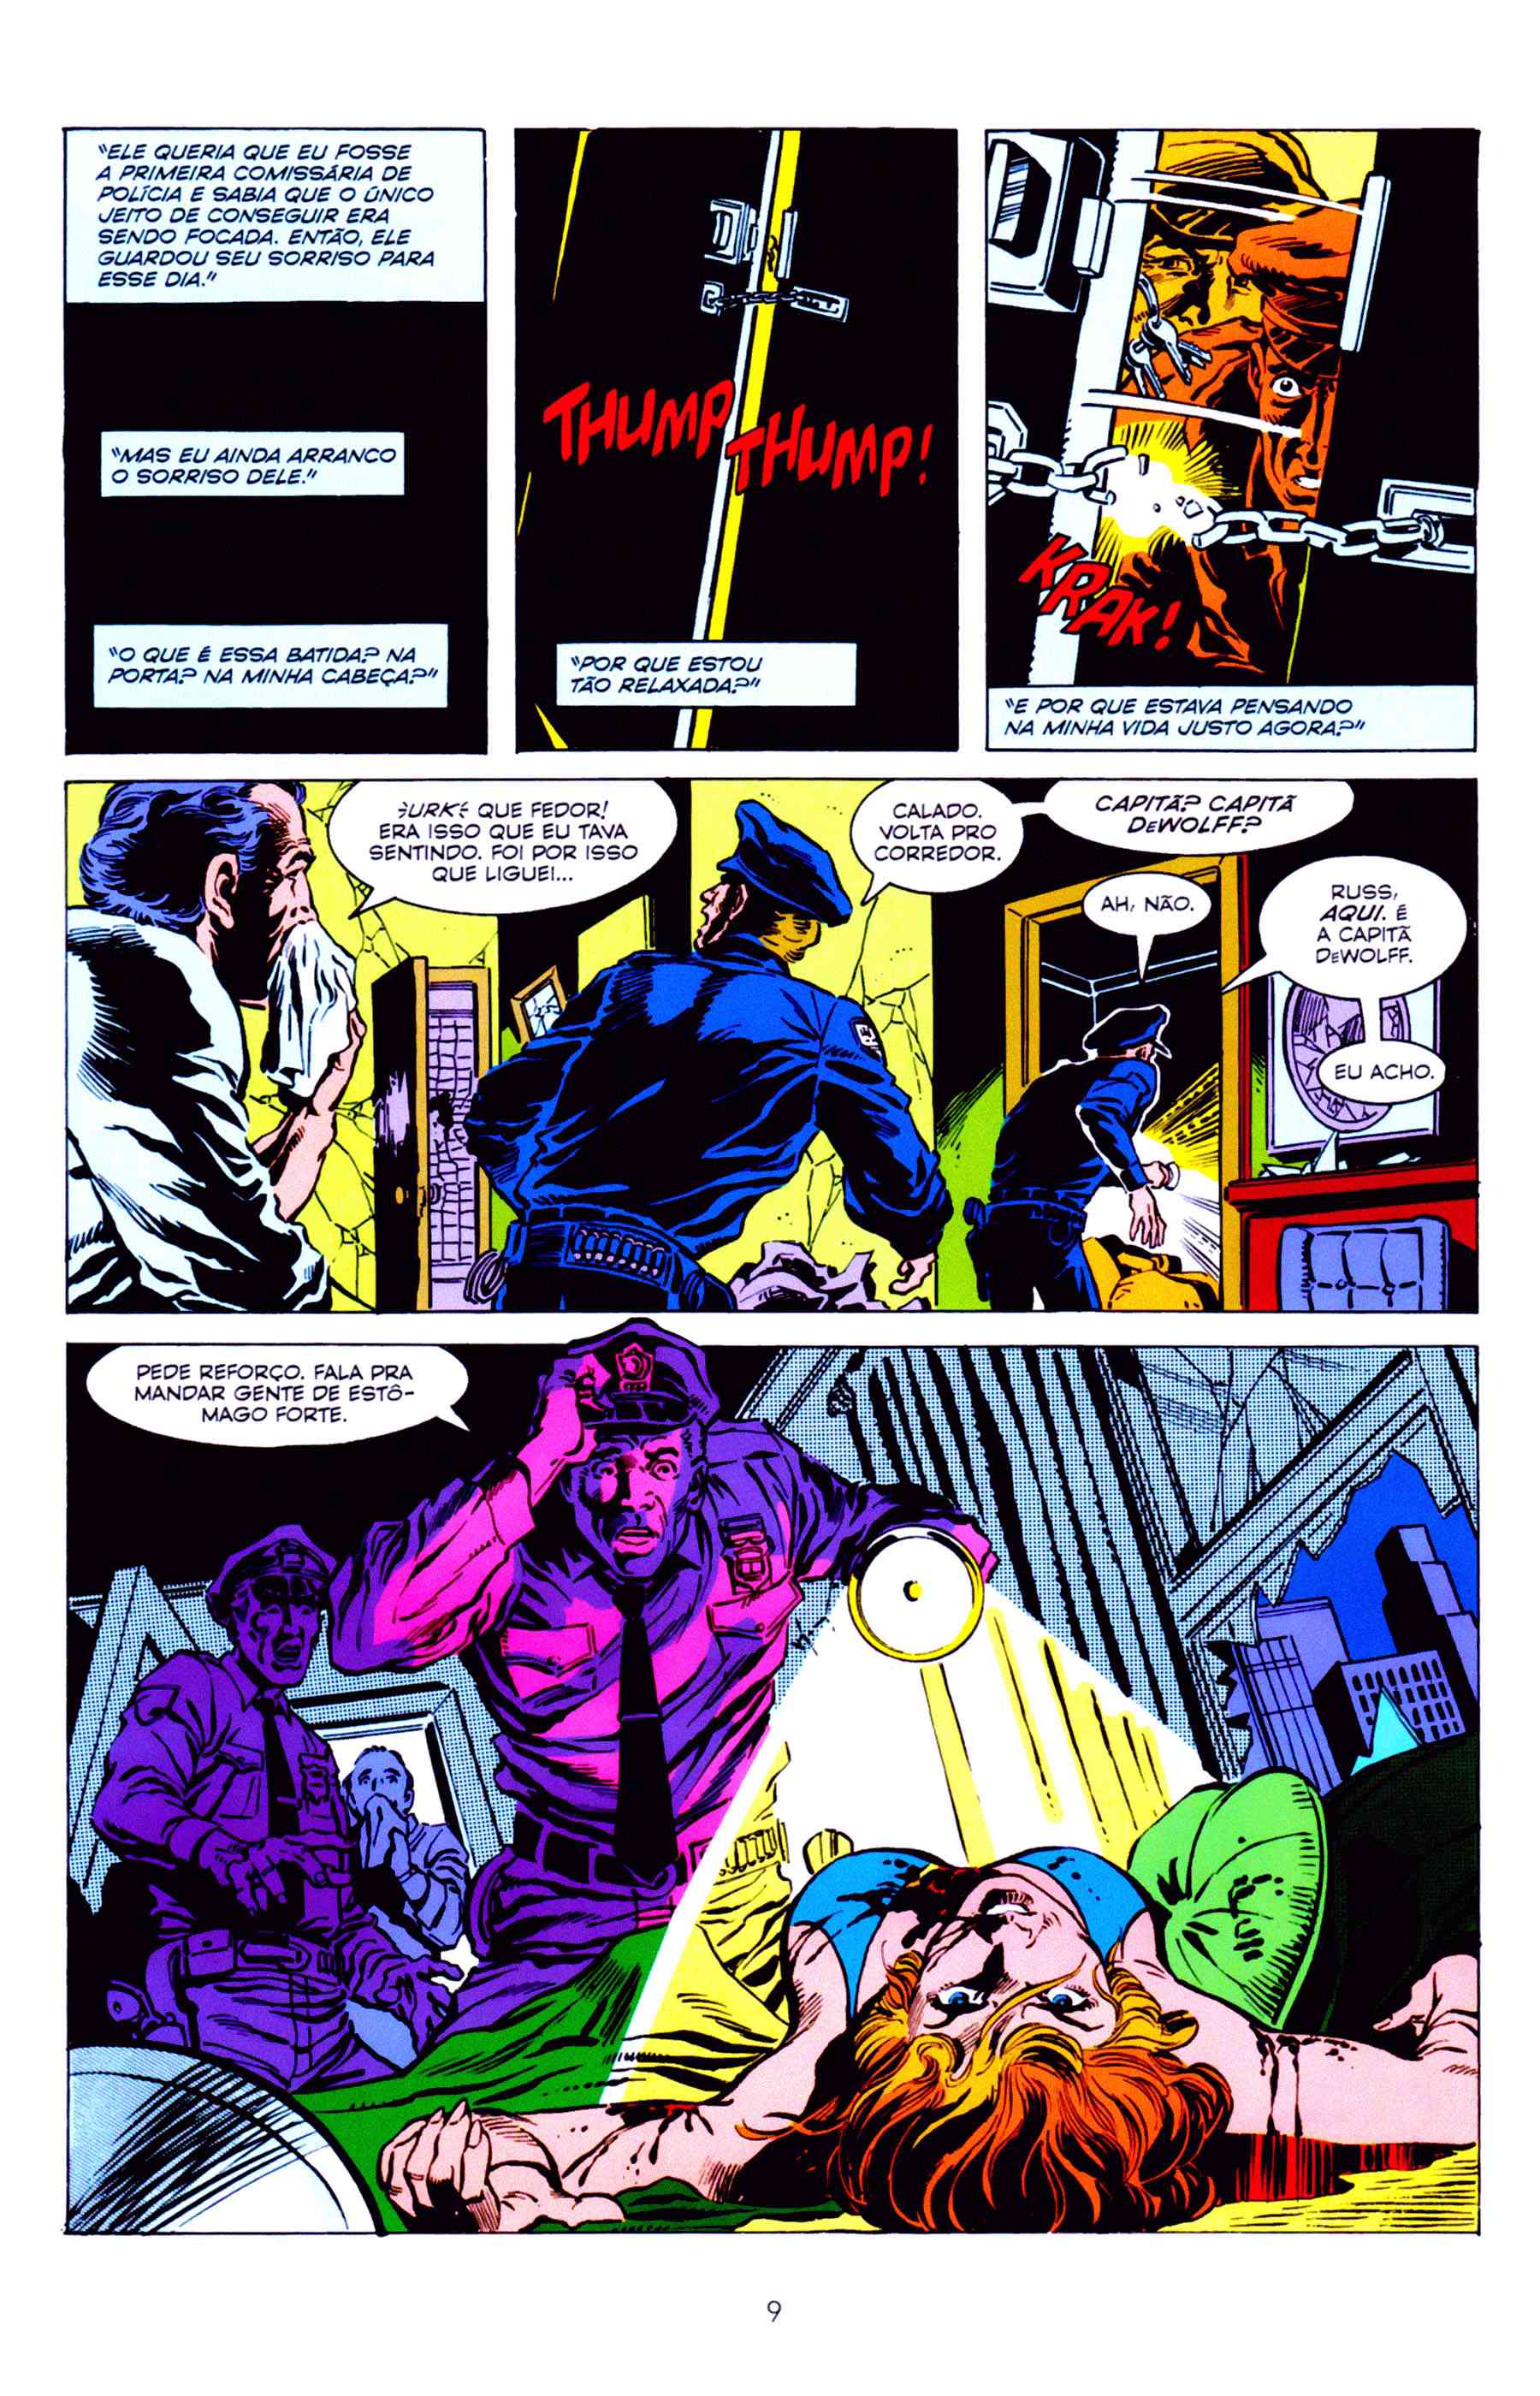 "ELE QUERIA QUE EU FOSSE
A PRIMEIRA COMISSÁRIA DE
POLÍCIA E SABIA QUE O ÚNICO
JEITO DE CONSEGUIR ERA
SENDO FOCADA. ENTÃO, ELE
GUARDOU SEU SORRISO PARA
ESSE DIA."
"MAS EU AINDA ARRANCO
O SORRISO DELE."
"O QUE É ESSA BATIDA? NA
PORTA? NA MINHA CABEÇA?"
THUMP
THUMP!
"POR QUE ESTOU
TÃO RELAXADA?"
KRAK!
"E POR QUE ESTAVA PENSANDO
NA MINHA VIDA JUSTO AGORA?"
URK QUE FEDOR!
ERA ISSO QUE EU TAVA
SENTINDO. FOI POR ISSO
QUE LIGUEI...
CALADO.
VOLTA PRO
CORREDOR.
CAPITÃ? CAPITÃ
DeWOLFF?
AH, NÃO.
RUSS,
AQUI. É
A CAPITÃ
DeWOLFF.
EU ACHO.
PEDE REFORÇO. FALA PRA
MANDAR GENTE DE ESTÔ-
MAGO FORTE.
9